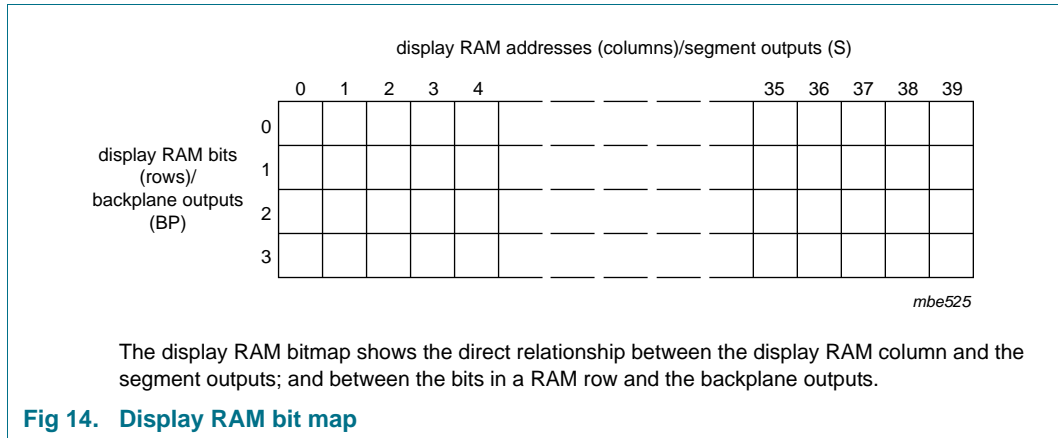 display RAM addresses (columns)/segment outputs (S)
0 1 2 3 4 35 36 37 38 39
0
display RAM bits
(rows)/
backplane outputs
(BP)
1
2
3
mbe525
The display RAM bitmap shows the direct relationship between the display RAM column and the
segment outputs; and between the bits in a RAM row and the backplane outputs.
Fig 14. Display RAM bit map